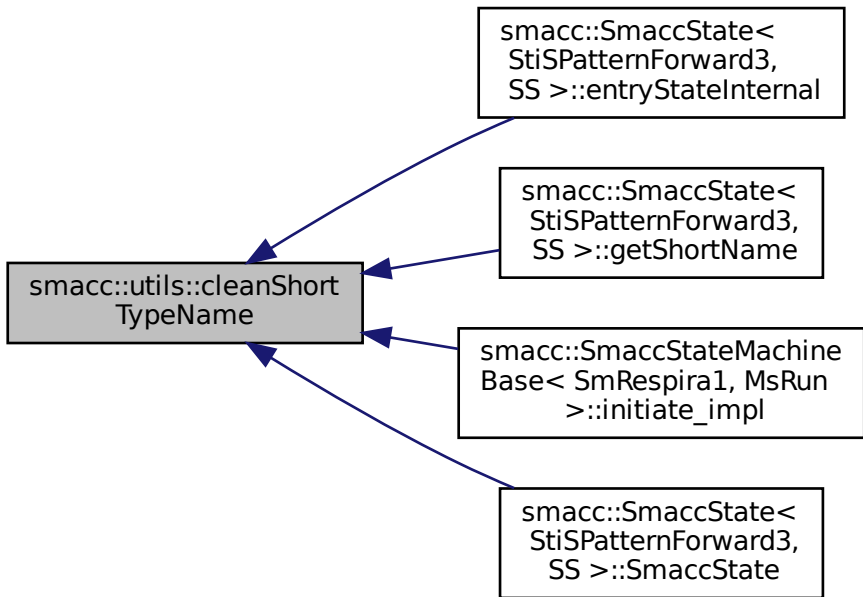 smacc::SmaccState<
StiSPatternForward3,
SS >::entryStateInternal
smacc::SmaccState<
StiSPatternForward3,
SS >::getShortName
smacc::utils::cleanShort
TypeName
smacc::SmaccStateMachine
Base< SmRespira1, MsRun
>::initiate_impl
smacc::SmaccState<
StiSPatternForward3,
SS >::SmaccState